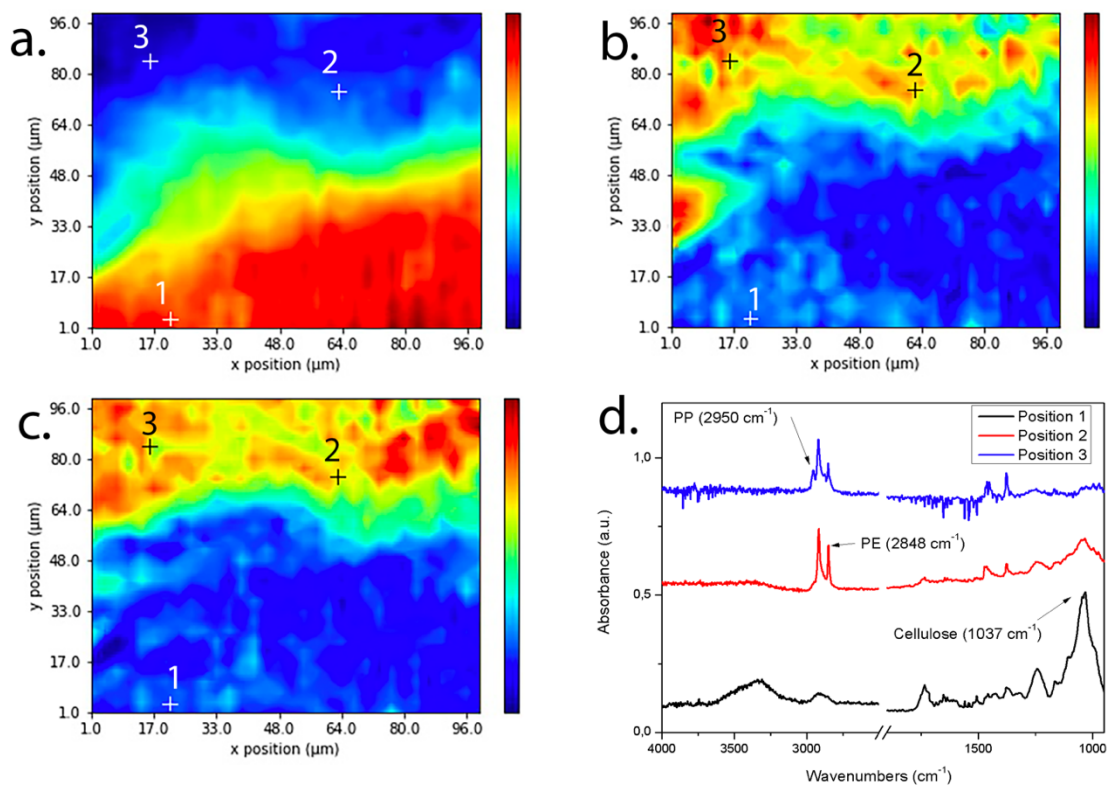 a.
3
2
1
96.0
80.0
64.0
48.0
33.0
17.0
1.0
y position (µm)
1.0 17.0 33.0 48.0 64.0 80.0 96.0
x position (µm)
b.
3
2
1
96.0
80.0
64.0
48.0
33.0
17.0
1.0
y position (µm)
1.0 17.0 33.0 48.0 64.0 80.0 96.0
x position (µm)
c.
3
2
1
96.0
80.0
64.0
48.0
33.0
17.0
1.0
y position (µm)
1.0 17.0 33.0 48.0 64.0 80.0 96.0
x position (µm)
d.
PP (2950 cm⁻¹)
Position 1
Position 2
Position 3
PE (2848 cm⁻¹)
Cellulose (1037 cm⁻¹)
1,0
0,5
0,0
Absorbance (a.u.)
4000 3500 3000 1500 1000
Wavenumbers (cm⁻¹)